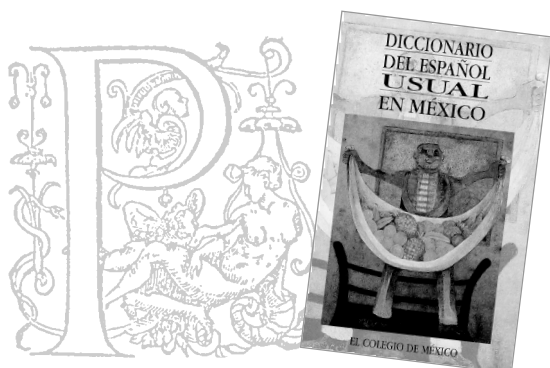 P
DICCIONARIO
DEL ESPAÑOL
USUAL
EN MÉXICO
EL COLEGIO DE MÉXICO